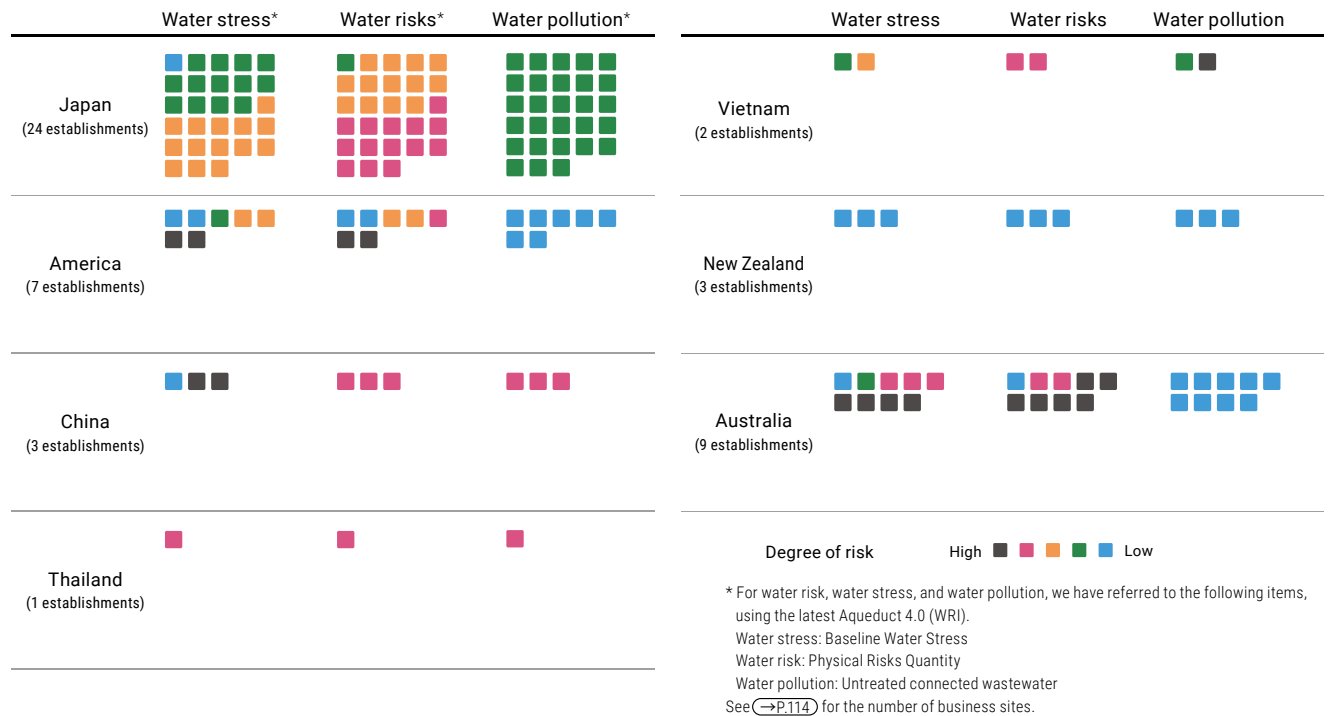 Water stress* Water risks* Water pollution*
Japan
(24 establishments)
America
(7 establishments)
China
(3 establishments)
Thailand
(1 establishments)
Water stress Water risks Water pollution
Vietnam
(2 establishments)
New Zealand
(3 establishments)
Australia
(9 establishments)
Degree of risk High Low
* For water risk, water stress, and water pollution, we have referred to the following items,
using the latest Aqueduct 4.0 (WRI).
Water stress: Baseline Water Stress
Water risk: Physical Risks Quantity
Water pollution: Untreated connected wastewater
See →P.114 for the number of business sites.